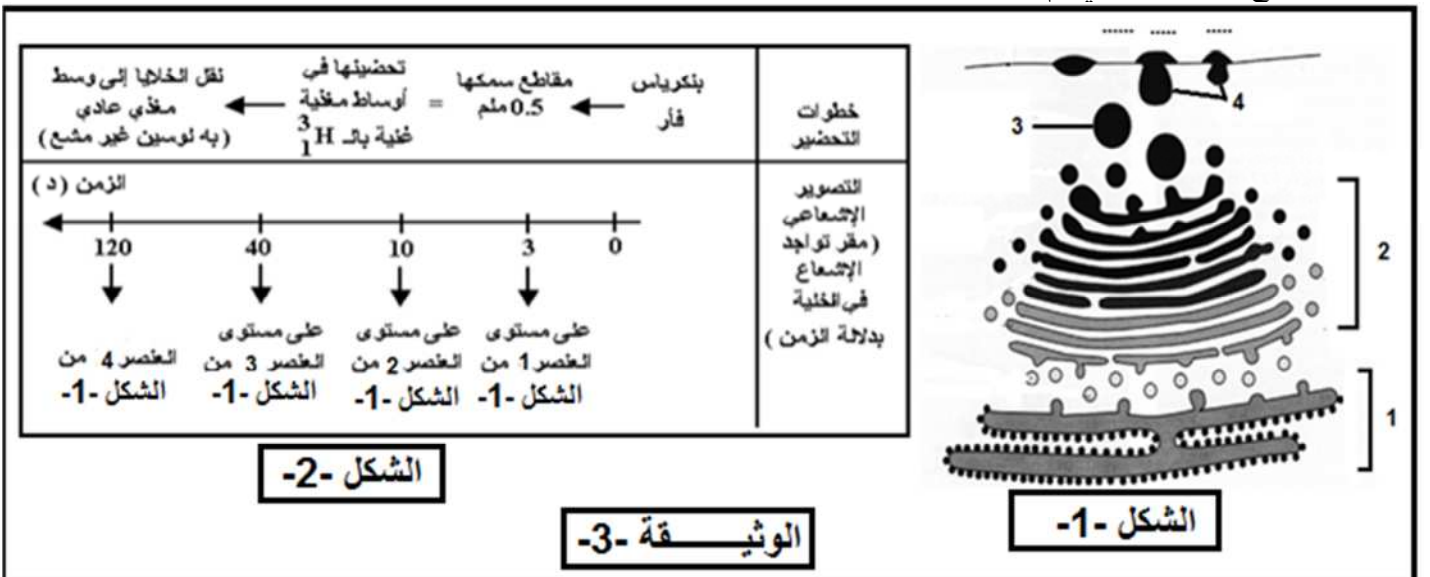 خطوات
التحضير
بنكرياس
فأر
مقاطع سمكها
0.5 ملم
=
تحضينها في
أوساط مغذية
غنية بالـ ³₁H
نقل الخلايا إلى وسط
مغذي عادي
(به لوسين غير مشع)
التصوير
الإشعاعي
(مقر تواجد
الإشعاع
في الخلية
بدلالة الزمن)
الزمن (د)
0 3 10 40 120
على مستوى
العنصر 1 من
الشكل -1-
على مستوى
العنصر 2 من
الشكل -1-
على مستوى
العنصر 3 من
الشكل -1-
العنصر 4 من
الشكل -1-
الشكل -2-
4
3
2
1
الشكل -1-
الوثيــــــقة -3-